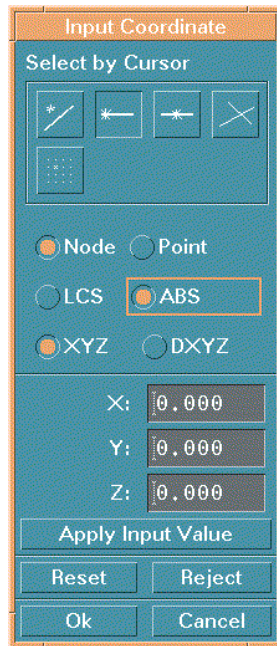 Input Coordinate
Select by Cursor
Node Point
LCS ABS
XYZ DXYZ
X: 0.000
Y: 0.000
Z: 0.000
Apply Input Value
Reset Reject
Ok Cancel